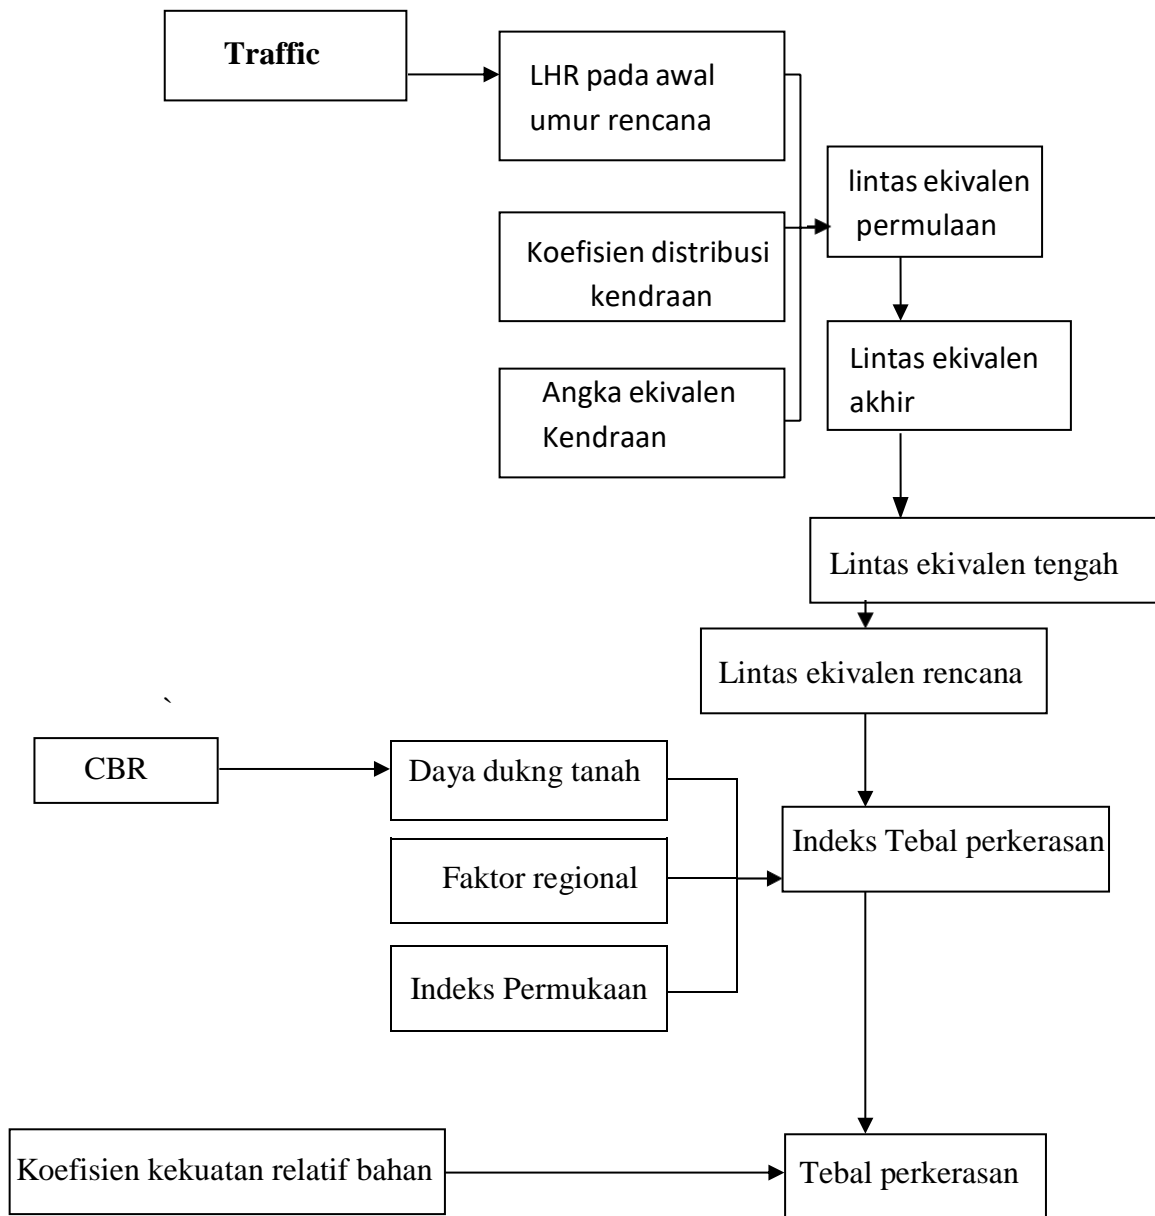 Traffic
LHR pada awal
umur rencana
lintas ekivalen
permulaan
Koefisien distribusi
kendraan
Lintas ekivalen
akhir
Angka ekivalen
Kendraan
Lintas ekivalen tengah
Lintas ekivalen rencana
`
CBR
Daya dukng tanah
Indeks Tebal perkerasan
Faktor regional
Indeks Permukaan
Koefisien kekuatan relatif bahan
Tebal perkerasan